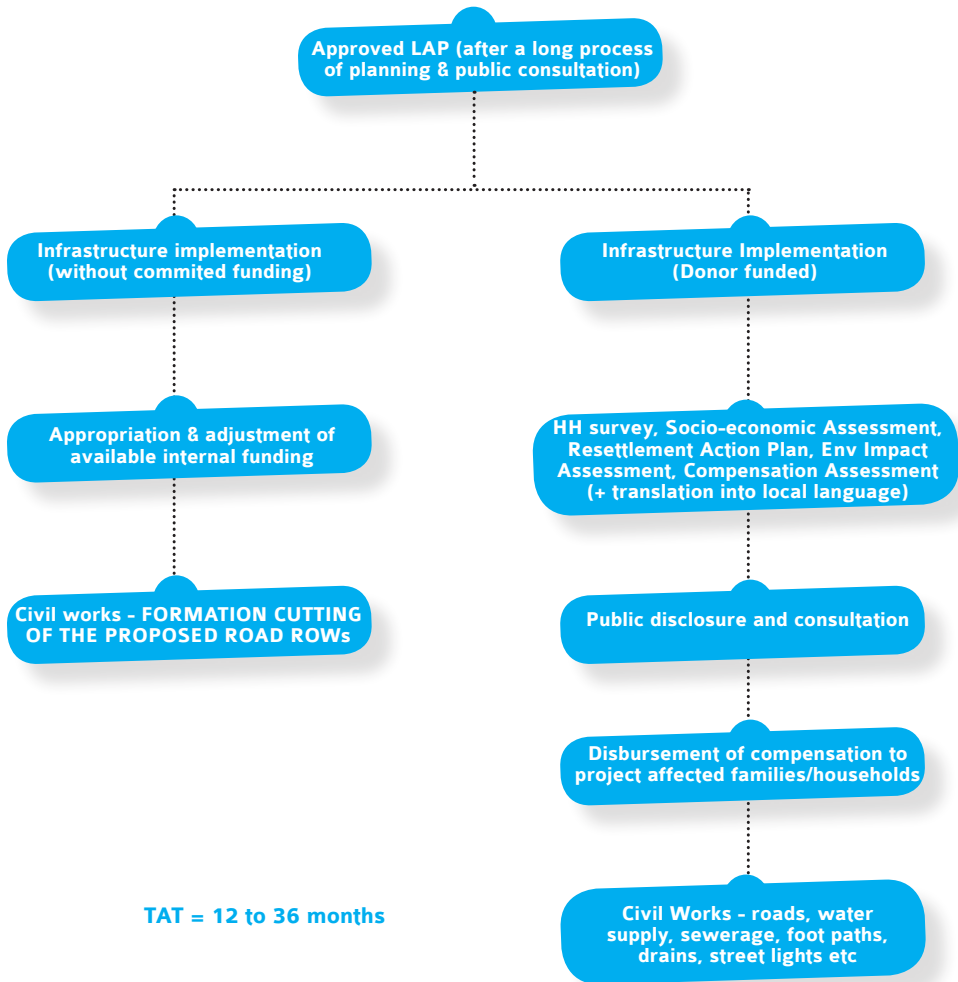 Approved LAP (after a long process
of planning & public consultation)
Infrastructure implementation
(without commited funding)
Appropriation & adjustment of
available internal funding
Civil works - FORMATION CUTTING
OF THE PROPOSED ROAD ROWs
Infrastructure Implementation
(Donor funded)
HH survey, Socio-economic Assessment,
Resettlement Action Plan, Env Impact
Assessment, Compensation Assessment
(+ translation into local language)
Public disclosure and consultation
Disbursement of compensation to
project affected families/households
Civil Works - roads, water
supply, sewerage, foot paths,
drains, street lights etc
TAT = 12 to 36 months